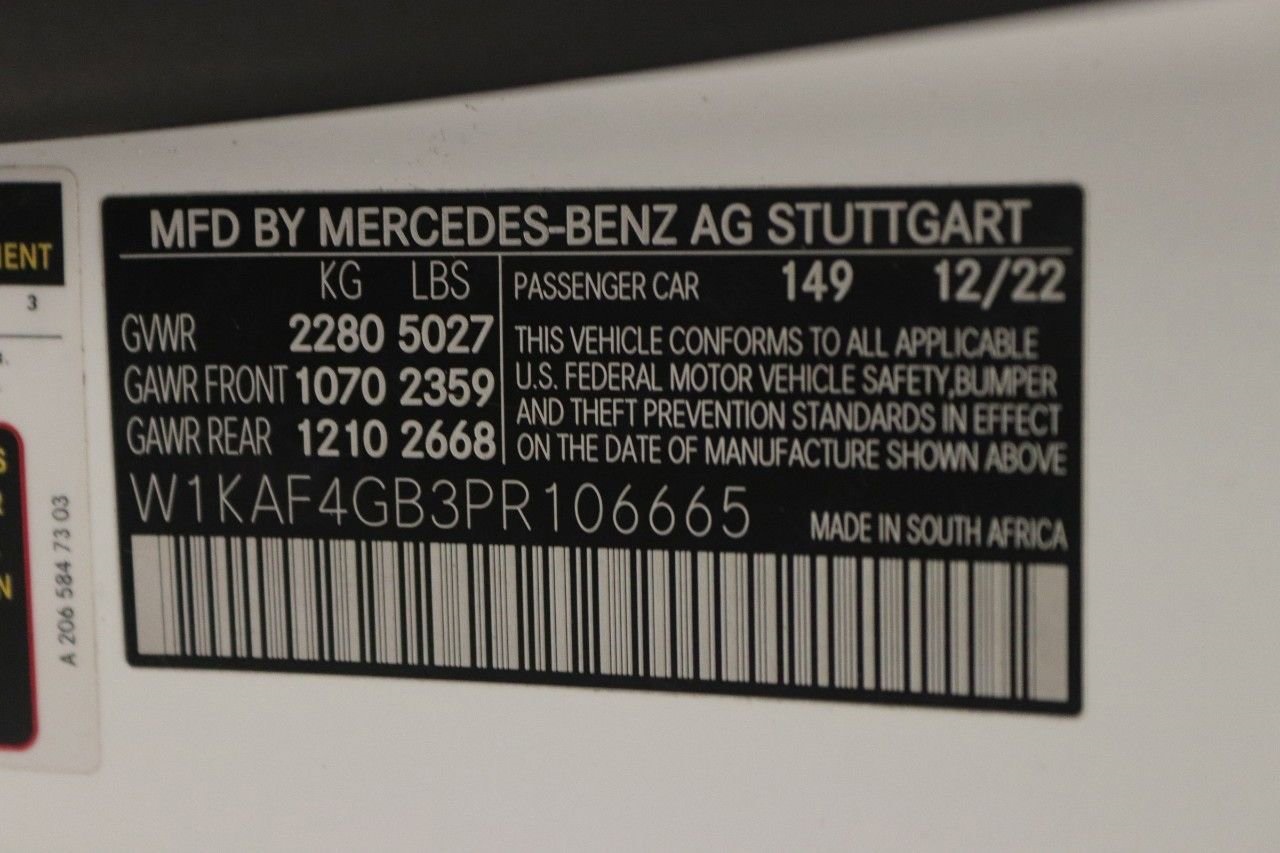 MFD BY MERCEDES-BENZ AG STUTTGART
KG LBS
GVWR 2280 5027
GAWR FRONT 1070 2359
GAWR REAR 1210 2668
PASSENGER CAR 149 12/22
THIS VEHICLE CONFORMS TO ALL APPLICABLE
U.S. FEDERAL MOTOR VEHICLE SAFETY,BUMPER
AND THEFT PREVENTION STANDARDS IN EFFECT
ON THE DATE OF MANUFACTURE SHOWN ABOVE
W1KAF4GB3PR106665
MADE IN SOUTH AFRICA
3
A 206 584 73 03